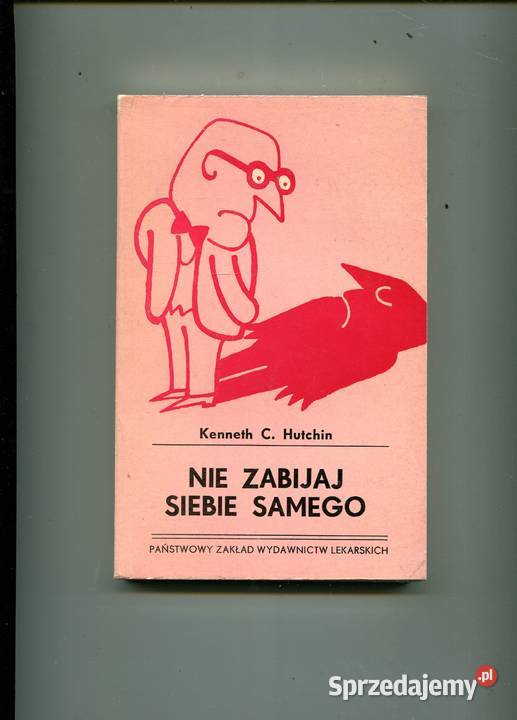 Kenneth C. Hutchin
NIE ZABIJAJ
SIEBIE SAMEGO
PAŃSTWOWY ZAKŁAD WYDAWNICTW LEKARSKICH
Sprzedajemy.pl